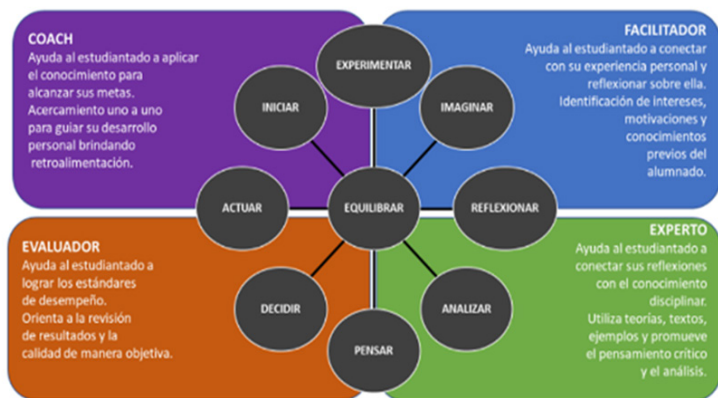 COACH
Ayuda al estudiantado a aplicar
el conocimiento para
alcanzar sus metas.
Acercamiento uno a uno
para guiar su desarrollo
personal brindando
retroalimentación.
FACILITADOR
Ayuda al estudiantado a conectar
con su experiencia personal y
reflexionar sobre ella.
Identificación de intereses,
motivaciones y
conocimientos
previos del
alumnado.
EXPERIMENTAR
INICIAR
IMAGINAR
ACTUAR
EQUILIBRAR
REFLEXIONAR
DECIDIR
ANALIZAR
PENSAR
EVALUADOR
Ayuda al estudiantado a
lograr los estándares
de desempeño.
Orienta a la revisión
de resultados y la
calidad de manera objetiva.
EXPERTO
Ayuda al estudiantado a
conectar sus reflexiones
con el conocimiento
disciplinar.
Utiliza teorías, textos,
ejemplos y promueve
el pensamiento crítico
y el análisis.